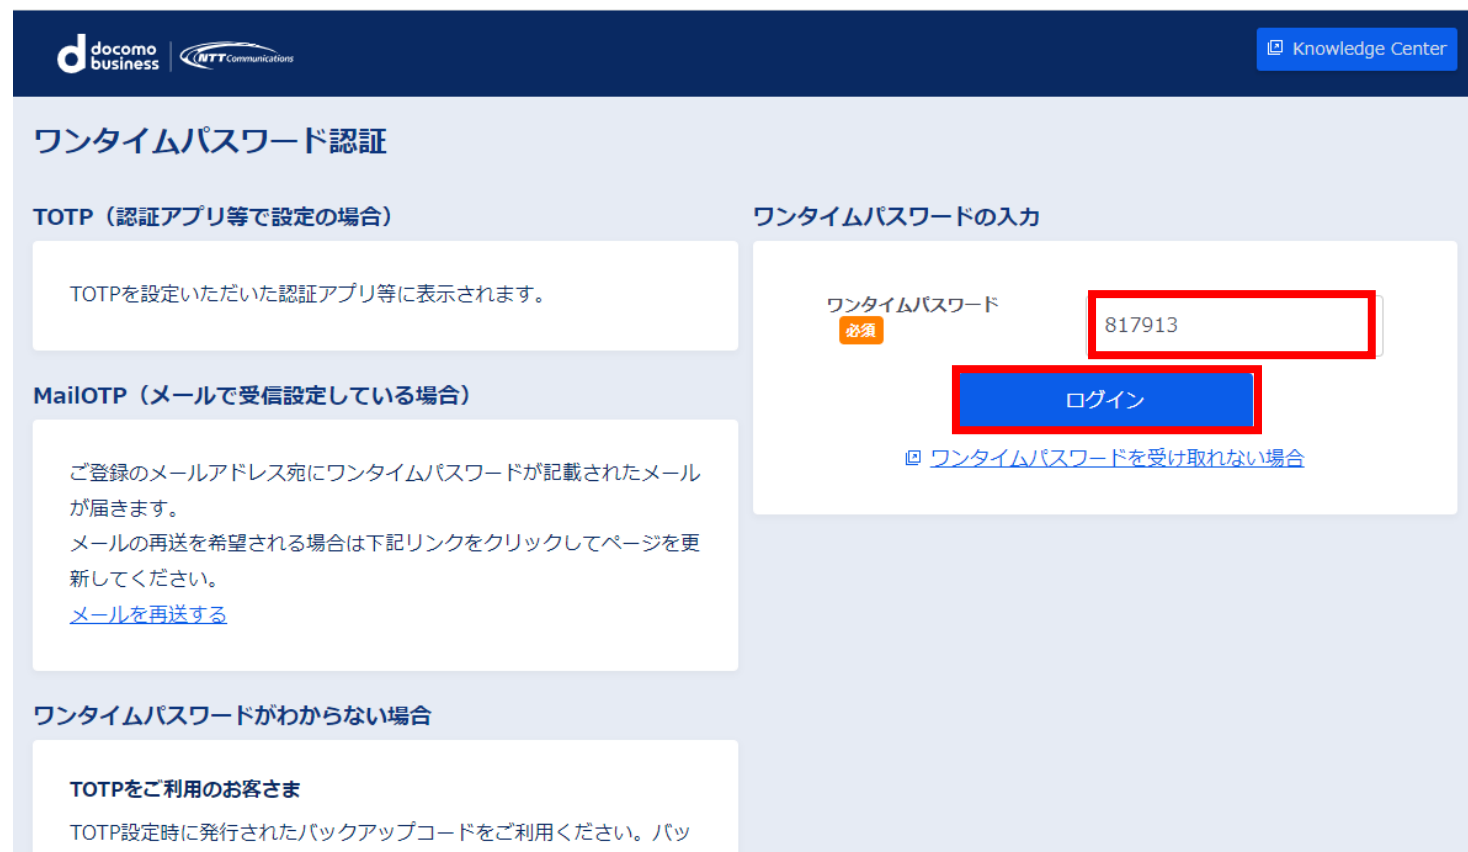 docomo
business
NTT Communications
Knowledge Center
ワンタイムパスワード認証
TOTP（認証アプリ等で設定の場合）
TOTPを設定いただいた認証アプリ等に表示されます。
MailOTP（メールで受信設定している場合）
ご登録のメールアドレス宛にワンタイムパスワードが記載されたメール
が届きます。
メールの再送を希望される場合は下記リンクをクリックしてページを更
新してください。
メールを再送する
ワンタイムパスワードがわからない場合
TOTPをご利用のお客さま
TOTP設定時に発行されたバックアップコードをご利用ください。バッ
ワンタイムパスワードの入力
ワンタイムパスワード
必須
817913
ログイン
ワンタイムパスワードを受け取れない場合